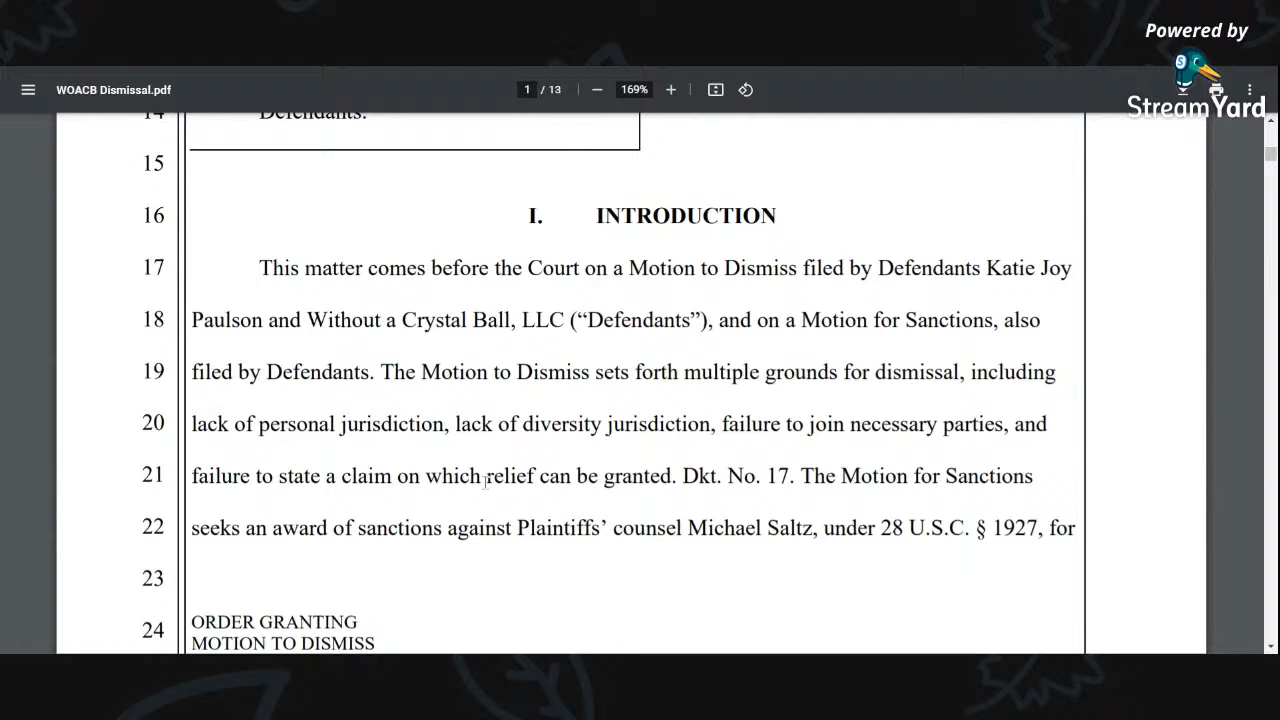 Powered by
StreamYard
WOACB Dismissal.pdf
1 / 13
169%
14 Defendants.
15
16 I. INTRODUCTION
17 This matter comes before the Court on a Motion to Dismiss filed by Defendants Katie Joy
18 Paulson and Without a Crystal Ball, LLC (“Defendants”), and on a Motion for Sanctions, also
19 filed by Defendants. The Motion to Dismiss sets forth multiple grounds for dismissal, including
20 lack of personal jurisdiction, lack of diversity jurisdiction, failure to join necessary parties, and
21 failure to state a claim on which relief can be granted. Dkt. No. 17. The Motion for Sanctions
22 seeks an award of sanctions against Plaintiffs’ counsel Michael Saltz, under 28 U.S.C. § 1927, for
23
24 ORDER GRANTING
MOTION TO DISMISS